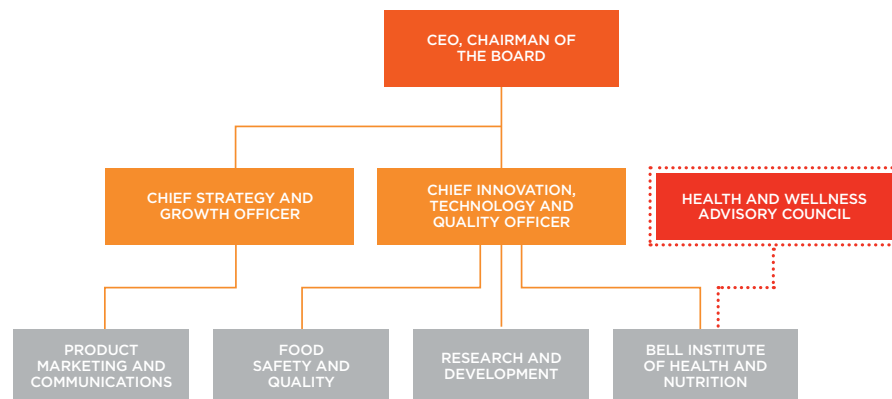 CEO, CHAIRMAN OF
THE BOARD
CHIEF STRATEGY AND
GROWTH OFFICER
CHIEF INNOVATION,
TECHNOLOGY AND
QUALITY OFFICER
HEALTH AND WELLNESS
ADVISORY COUNCIL
PRODUCT
MARKETING AND
COMMUNICATIONS
FOOD
SAFETY AND
QUALITY
RESEARCH AND
DEVELOPMENT
BELL INSTITUTE
OF HEALTH AND
NUTRITION